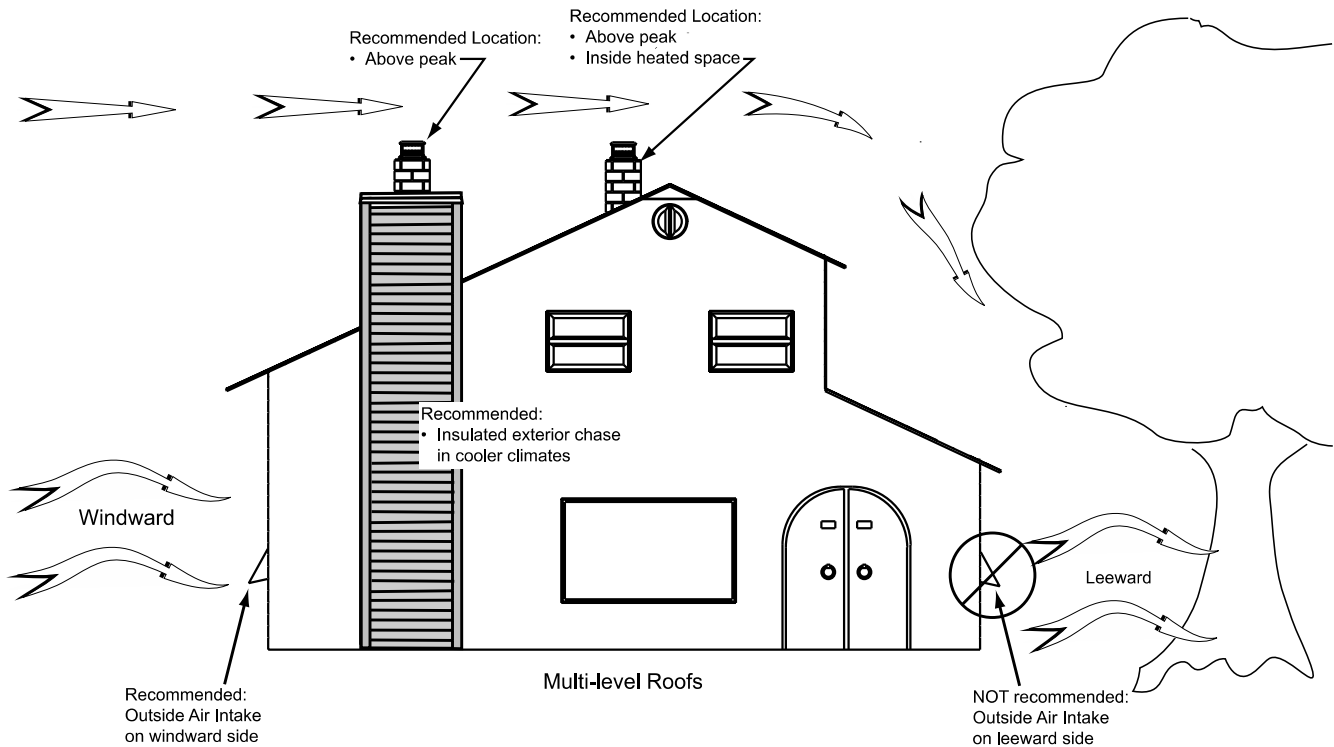 Recommended Location:
• Above peak
Recommended Location:
• Above peak
• Inside heated space
Recommended:
• Insulated exterior chase
in cooler climates
Windward
Leeward
Multi-level Roofs
Recommended:
Outside Air Intake
on windward side
NOT recommended:
Outside Air Intake
on leeward side